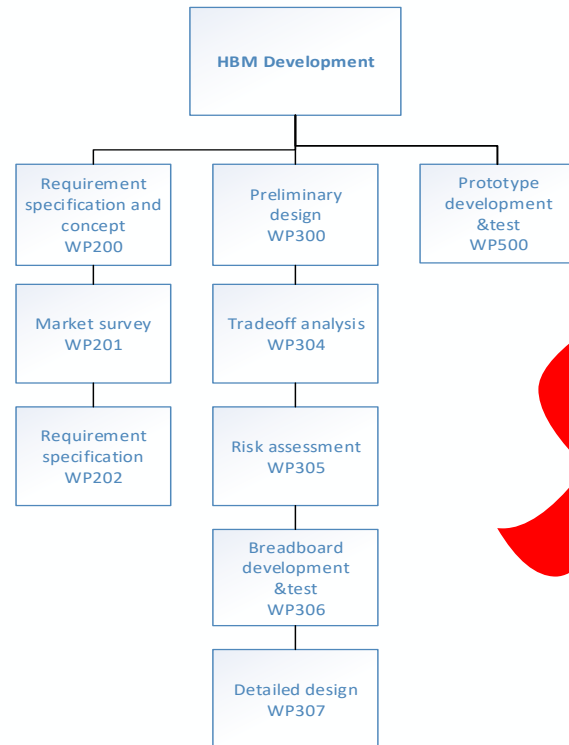 HBM Development
Requirement
specification and
concept
WP200
Preliminary
design
WP300
Prototype
development
&test
WP500
Market survey
WP201
Tradeoff analysis
WP304
Requirement
specification
WP202
Risk assessment
WP305
Breadboard
development
&test
WP306
Detailed design
WP307